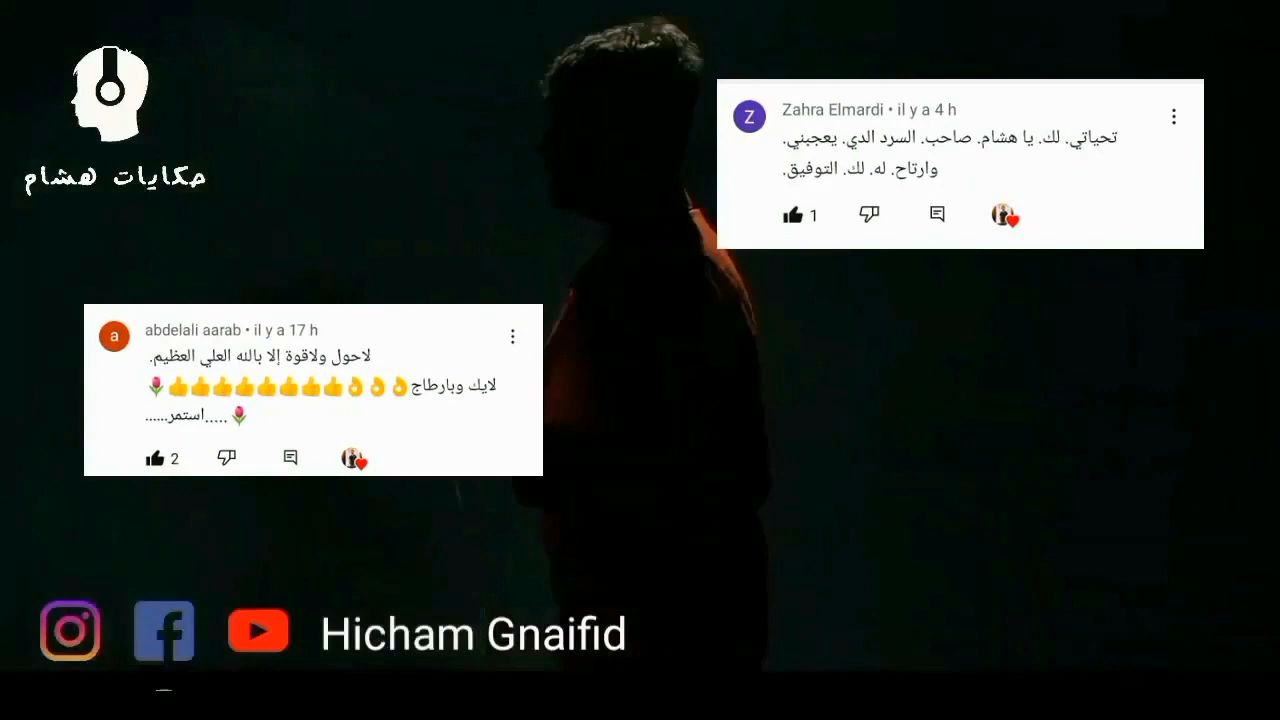 حكايات هشام
Z
Zahra Elmardi • il y a 4 h
تحياتي. لك. يا هشام. صاحب. السرد الدي. يعجبني.
وارتاح. له. لك. التوفيق.
1
a
abdelali aarab • il y a 17 h
لاحول ولاقوة إلا بالله العلي العظيم.
لايك وبارطاج👌👌👌👍👍👍👍👍👍👍👍🌷
🌷.....استمر......
2
Hicham Gnaifid